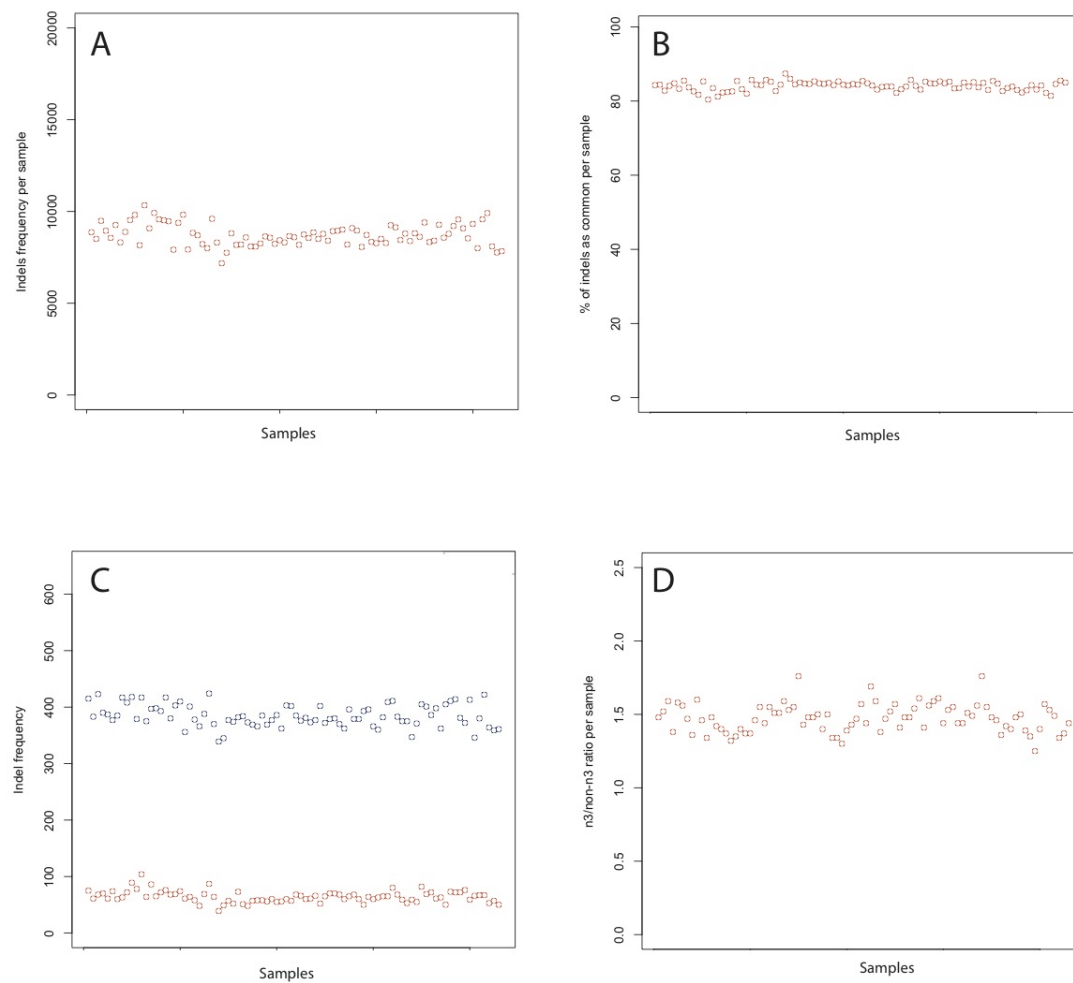 A
Indels frequency per sample
20000
15000
10000
5000
0
Samples
B
% of indels as common per sample
100
80
60
40
20
0
Samples
C
Indel frequency
600
500
400
300
200
100
0
Samples
D
n3/non-n3 ratio per sample
2.5
2.0
1.5
1.0
0.5
0.0
Samples